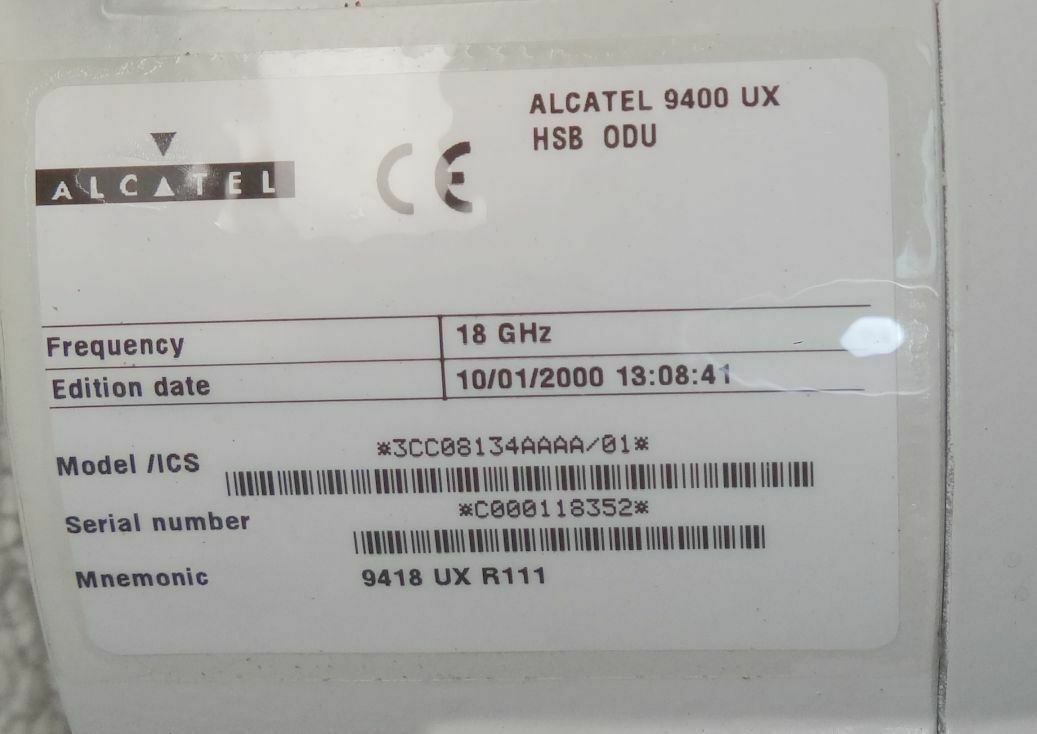 ALCATEL 9400 UX
HSB ODU
ALCATEL
CE
Frequency 18 GHz
Edition date 10/01/2000 13:08:41
Model /ICS *3CC08134AAAA/01*
Serial number *C000118352*
Mnemonic 9418 UX R111